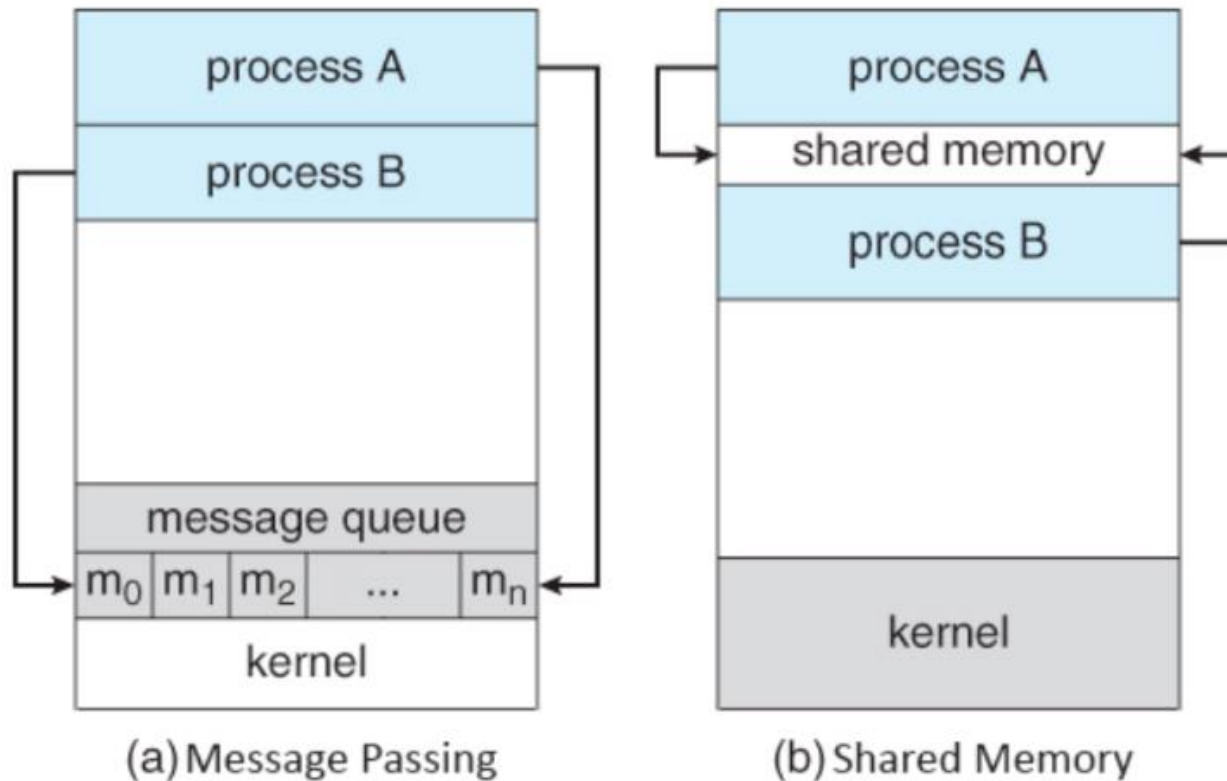 process A
process B
message queue
m₀ m₁ m₂ ... mₙ
kernel
(a) Message Passing
process A
shared memory
process B
kernel
(b) Shared Memory